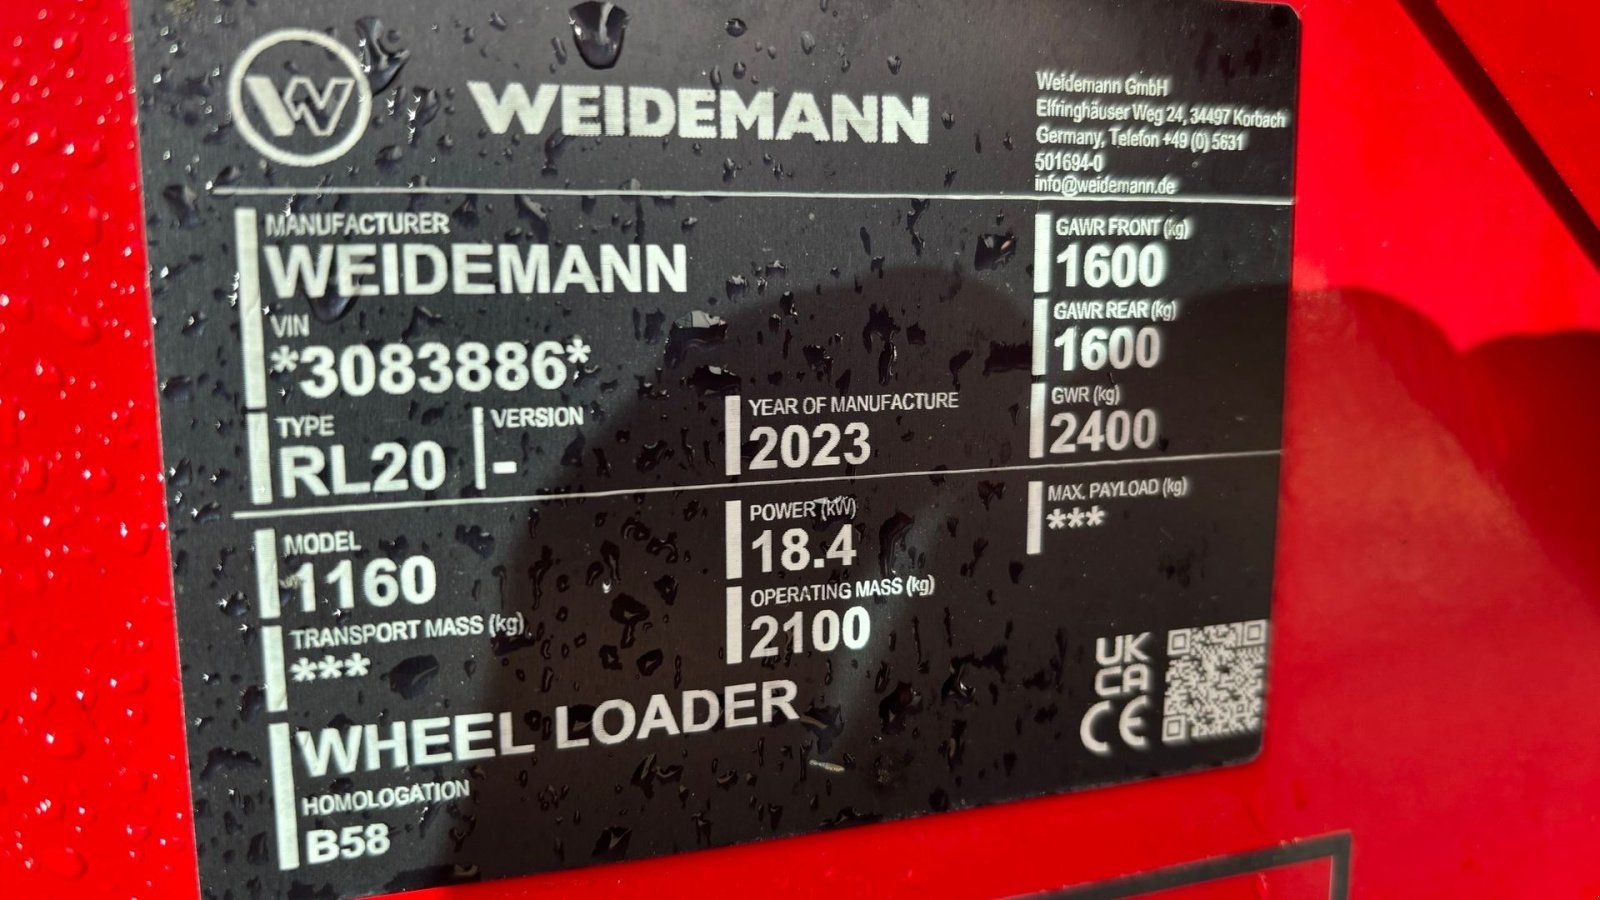 W WEIDEMANN
Weidemann GmbH
Elfringhäuser Weg 24, 34497 Korbach
Germany, Telefon +49 (0) 5631
501694-0
info@weidemann.de
MANUFACTURER
WEIDEMANN
VIN
*3083886*
TYPE
RL20
VERSION
-
YEAR OF MANUFACTURE
2023
GAWR FRONT (kg)
1600
GAWR REAR (kg)
1600
GWR (kg)
2400
MODEL
1160
TRANSPORT MASS (kg)
***
POWER (kW)
18.4
OPERATING MASS (kg)
2100
MAX. PAYLOAD (kg)
***
WHEEL LOADER
HOMOLOGATION
B58
UK
CA
CE